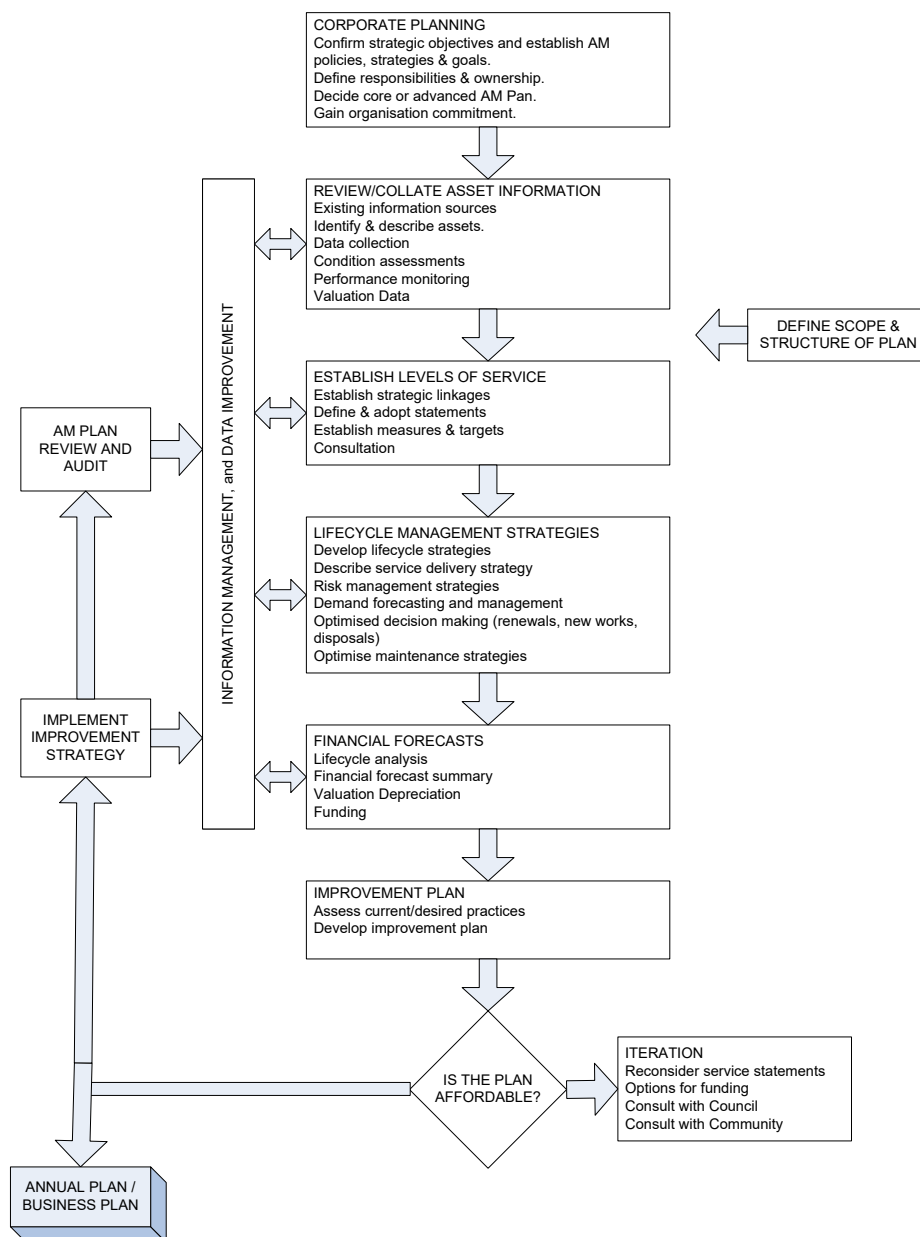 CORPORATE PLANNING
Confirm strategic objectives and establish AM
policies, strategies & goals.
Define responsibilities & ownership.
Decide core or advanced AM Pan.
Gain organisation commitment.
REVIEW/COLLATE ASSET INFORMATION
Existing information sources
Identify & describe assets.
Data collection
Condition assessments
Performance monitoring
Valuation Data
INFORMATION MANAGEMENT, and DATA IMPROVEMENT
DEFINE SCOPE &
STRUCTURE OF PLAN
ESTABLISH LEVELS OF SERVICE
Establish strategic linkages
Define & adopt statements
Establish measures & targets
Consultation
AM PLAN
REVIEW AND
AUDIT
LIFECYCLE MANAGEMENT STRATEGIES
Develop lifecycle strategies
Describe service delivery strategy
Risk management strategies
Demand forecasting and management
Optimised decision making (renewals, new works,
disposals)
Optimise maintenance strategies
IMPLEMENT
IMPROVEMENT
STRATEGY
FINANCIAL FORECASTS
Lifecycle analysis
Financial forecast summary
Valuation Depreciation
Funding
IMPROVEMENT PLAN
Assess current/desired practices
Develop improvement plan
IS THE PLAN
AFFORDABLE?
ITERATION
Reconsider service statements
Options for funding
Consult with Council
Consult with Community
ANNUAL PLAN /
BUSINESS PLAN